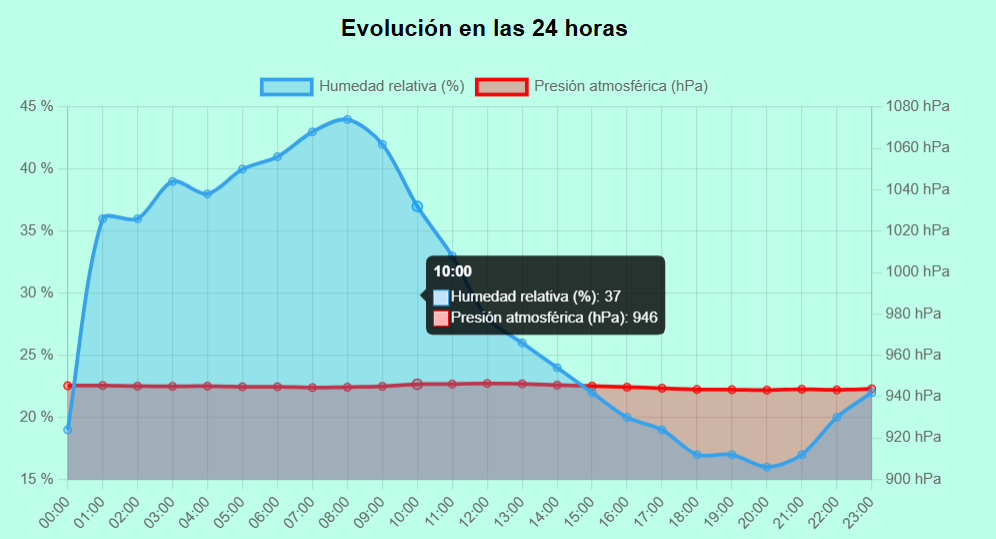 Evolución en las 24 horas
Humedad relativa (%) Presión atmosférica (hPa)
45 % 1080 hPa
1060 hPa
40 % 1040 hPa
35 % 1020 hPa
1000 hPa
10:00
30 % Humedad relativa (%): 37 980 hPa
Presión atmosférica (hPa): 946
25 % 960 hPa
940 hPa
20 % 920 hPa
15 % 900 hPa
00:00 01:00 02:00 03:00 04:00 05:00 06:00 07:00 08:00 09:00 10:00 11:00 12:00 13:00 14:00 15:00 16:00 17:00 18:00 19:00 20:00 21:00 22:00 23:00